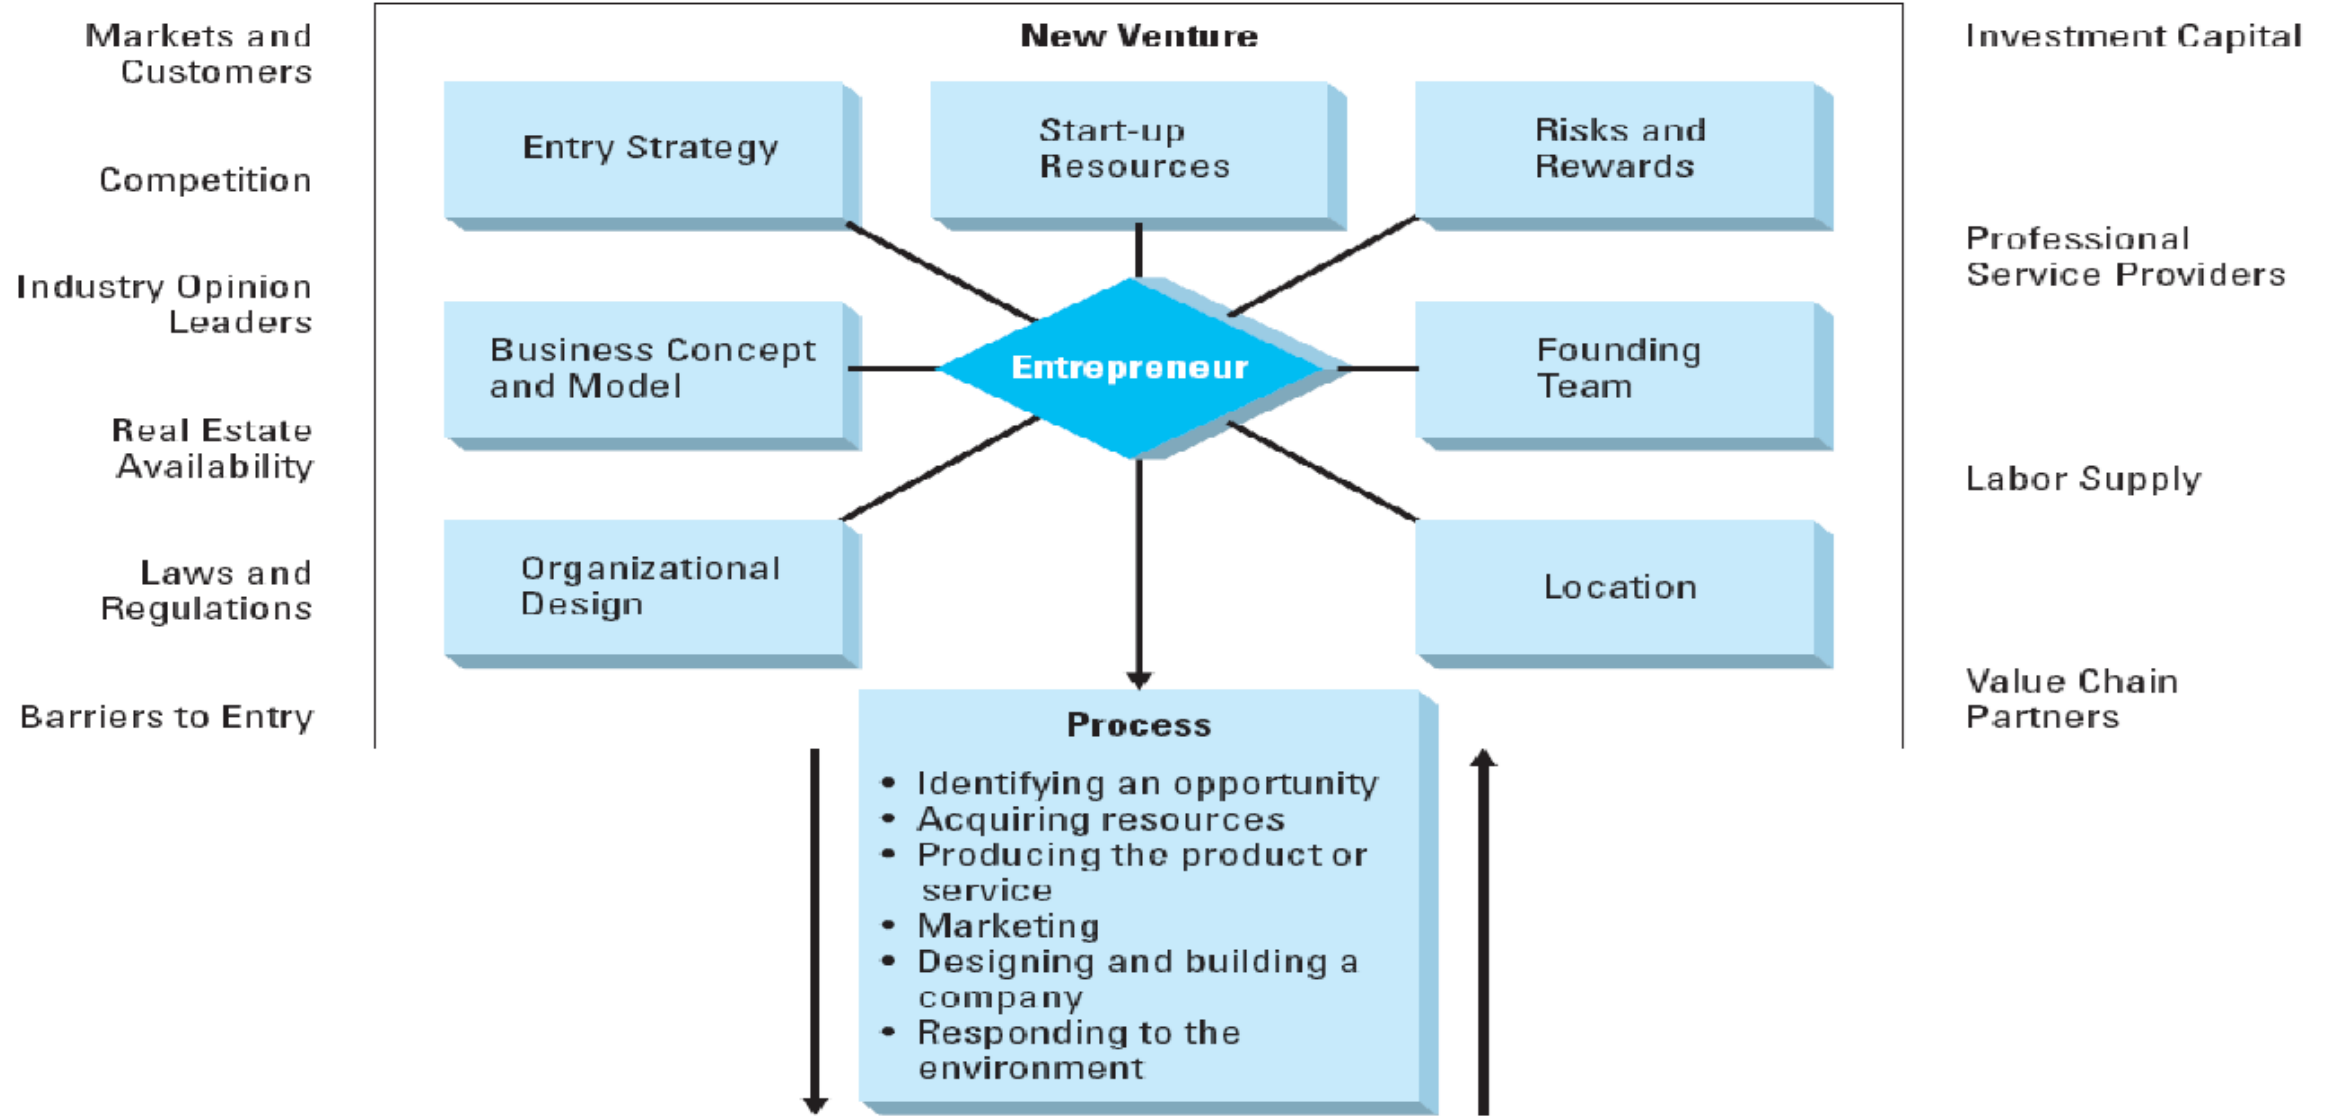 Markets and
Customers
Competition
Industry Opinion
Leaders
Real Estate
Availability
Laws and
Regulations
Barriers to Entry
New Venture
Entry Strategy
Start-up
Resources
Risks and
Rewards
Business Concept
and Model
Entrepreneur
Founding
Team
Organizational
Design
Location
Process
• Identifying an opportunity
• Acquiring resources
• Producing the product or
service
• Marketing
• Designing and building a
company
• Responding to the
environment
Investment Capital
Professional
Service Providers
Labor Supply
Value Chain
Partners